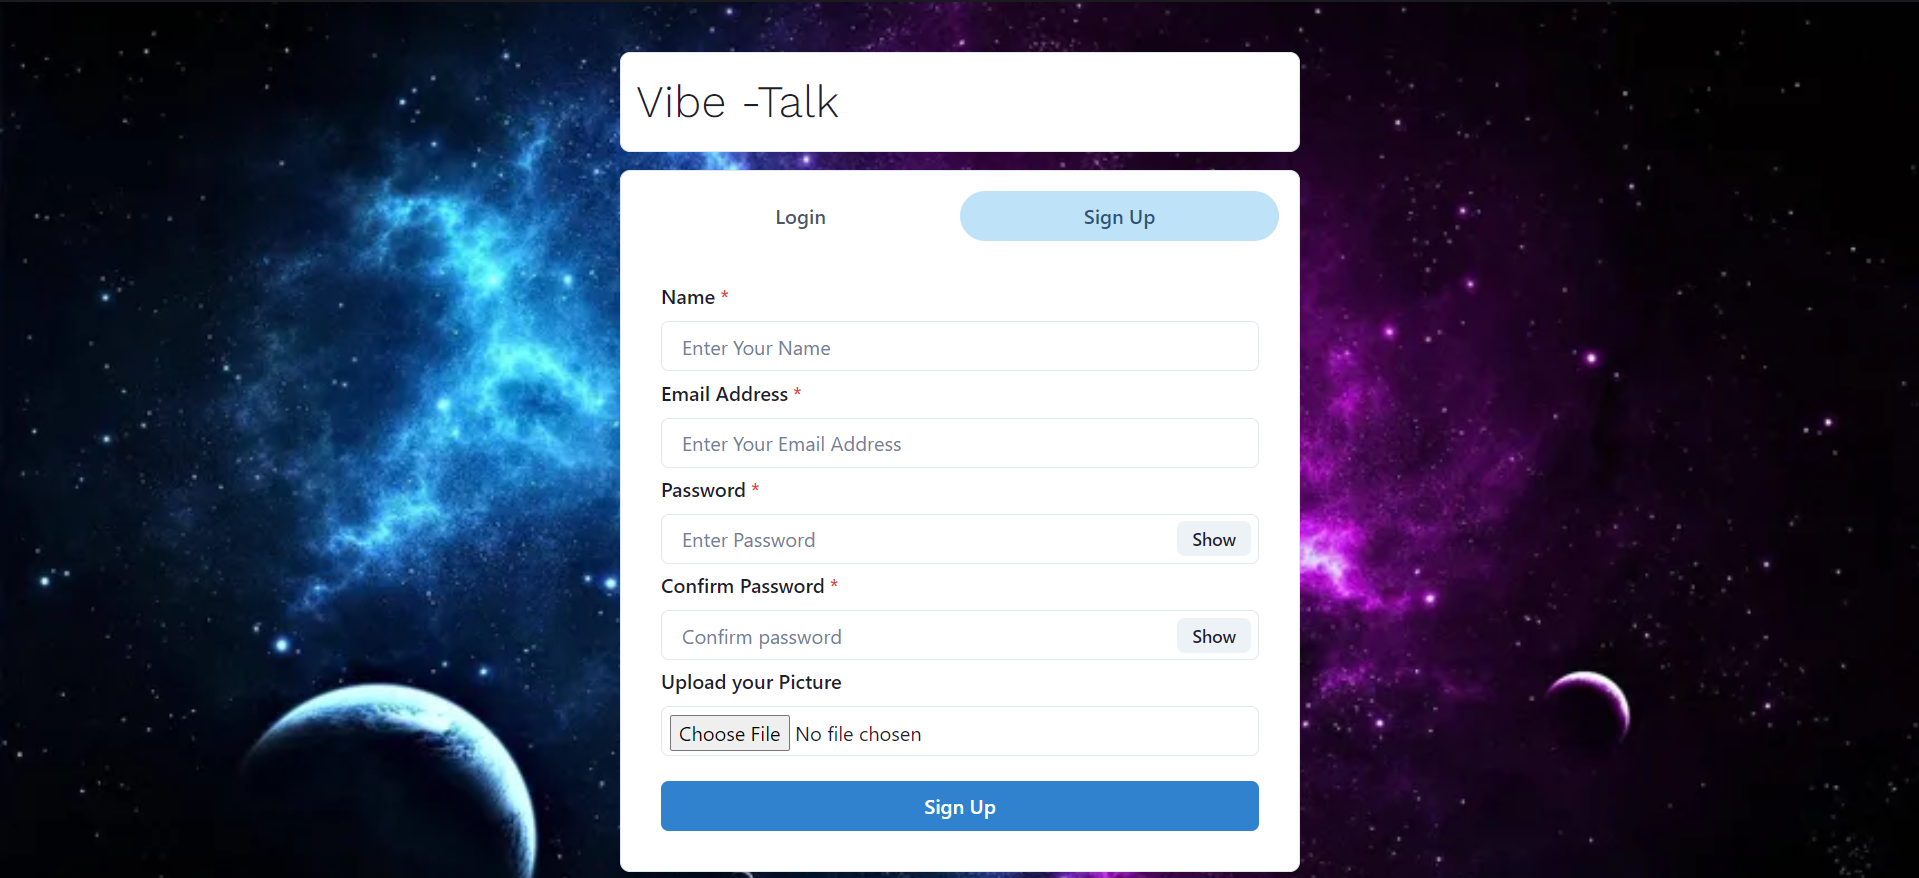 Vibe -Talk
Login Sign Up
Name *
Enter Your Name
Email Address *
Enter Your Email Address
Password *
Enter Password Show
Confirm Password *
Confirm password Show
Upload your Picture
Choose File No file chosen
Sign Up